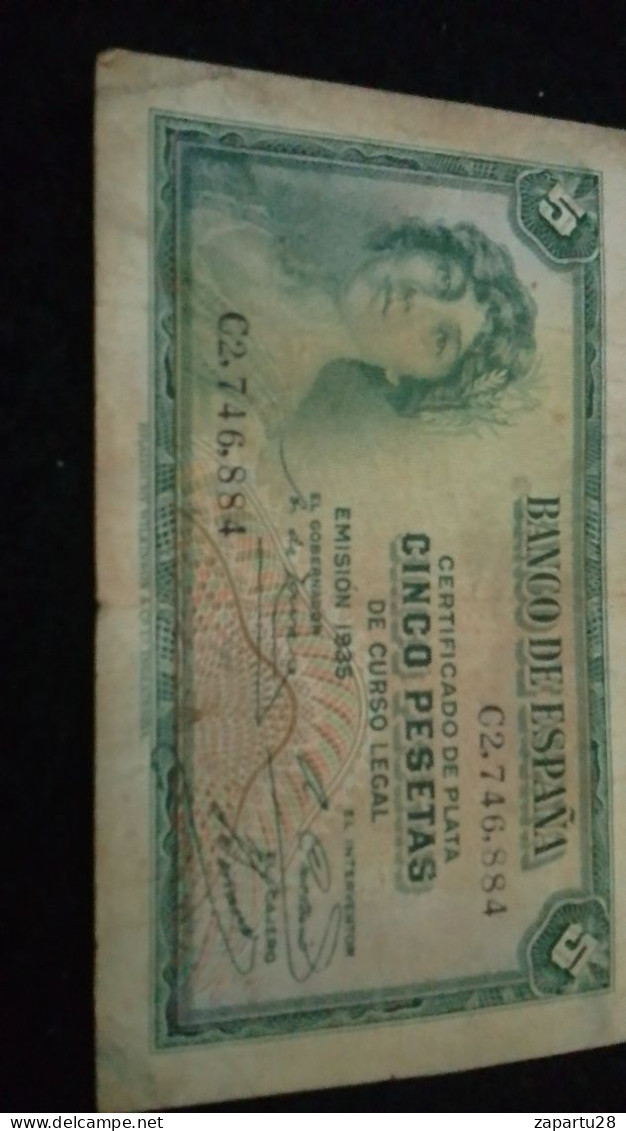 5
BANCO DE ESPAÑA
5
C2,746,884
CERTIFICADO DE PLATA
CINCO PESETAS
DE CURSO LEGAL
EMISIÓN 1935
EL GOBERNADOR
EL INTERVENTOR
EL CAJERO
C2,746,884
delcampe.net
zapartu28